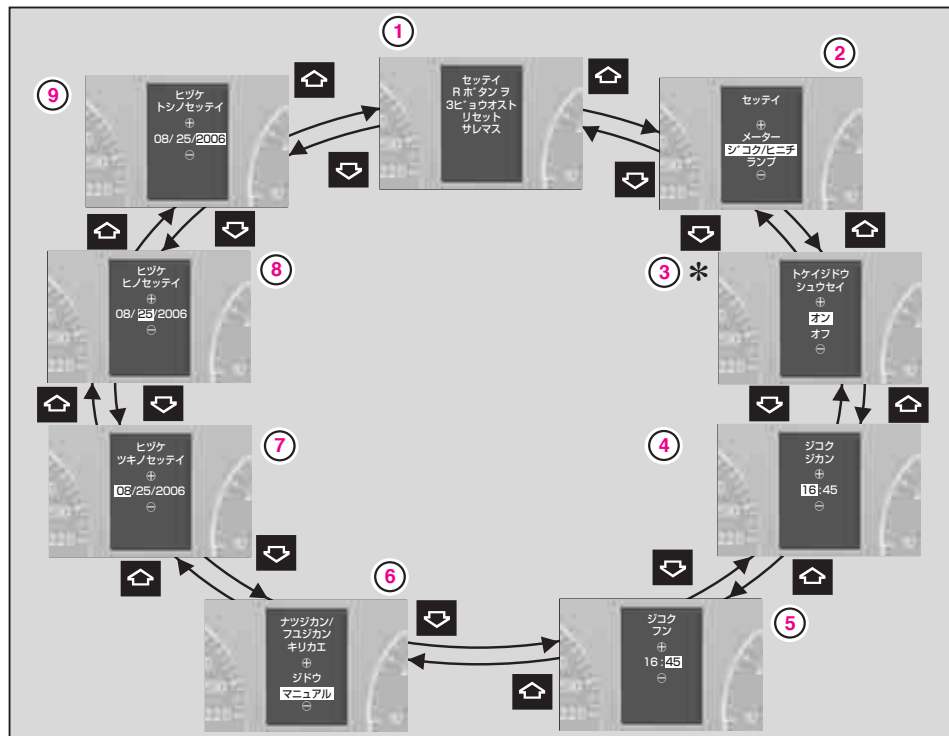 1
セッテイ
R ボタン ヲ
3ビョウオスト
リセット
サレマス
2
セッテイ
⊕
メーター
ジコク/ヒニチ
ランプ
⊖
3 *
トケイジドウ
シュウセイ
⊕
オン
オフ
⊖
4
ジコク
ジカン
⊕
16:45
⊖
5
ジコク
フン
⊕
16:45
⊖
6
ナツジカン/
フユジカン
キリカエ
⊕
ジドウ
マニュアル
⊖
7
ヒヅケ
ツキノセッテイ
⊕
08/25/2006
⊖
8
ヒヅケ
ヒノセッテイ
⊕
08/ 25/2006
⊖
9
ヒヅケ
トシノセッテイ
⊕
08/ 25/2006
⊖